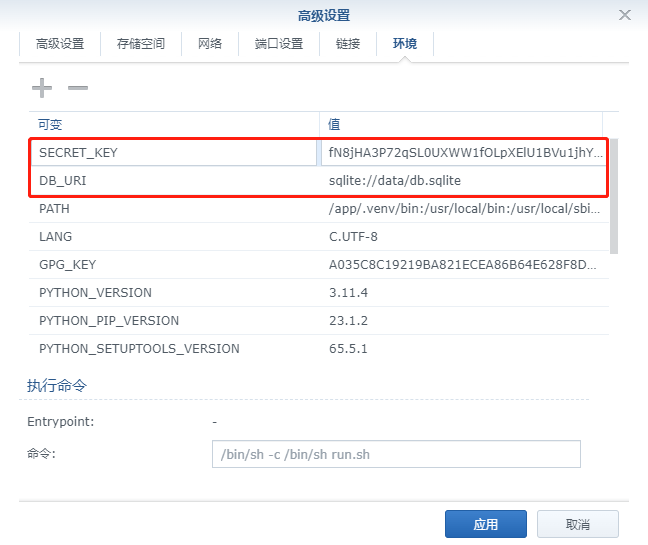 高级设置
高级设置 存储空间 网络 端口设置 链接 环境
可变 值
SECRET_KEY fN8jHA3P72qSL0UXWW1fOLpXElU1BVu1jhY...
DB_URI sqlite://data/db.sqlite
PATH /app/.venv/bin:/usr/local/bin:/usr/local/sbi...
LANG C.UTF-8
GPG_KEY A035C8C19219BA821ECEA86B64E628F8D...
PYTHON_VERSION 3.11.4
PYTHON_PIP_VERSION 23.1.2
PYTHON_SETUPTOOLS_VERSION 65.5.1
执行命令
Entrypoint: -
命令: /bin/sh -c /bin/sh run.sh
应用 取消